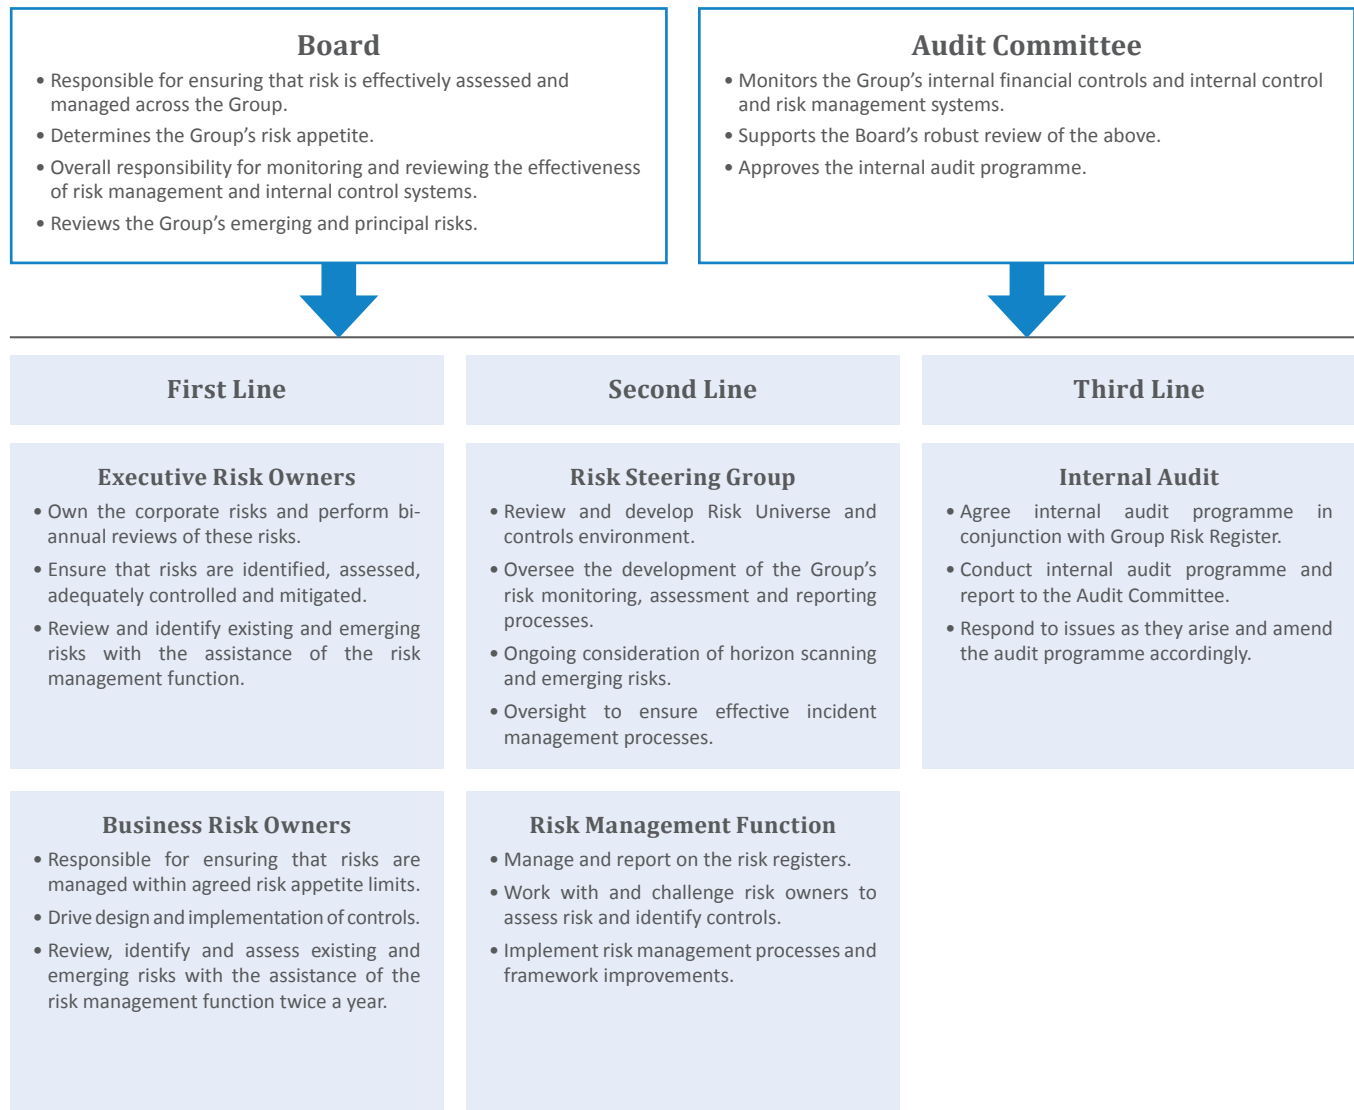 Board
• Responsible for ensuring that risk is effectively assessed and
managed across the Group.
• Determines the Group's risk appetite.
• Overall responsibility for monitoring and reviewing the effectiveness
of risk management and internal control systems.
• Reviews the Group's emerging and principal risks.
Audit Committee
• Monitors the Group's internal financial controls and internal control
and risk management systems.
• Supports the Board's robust review of the above.
• Approves the internal audit programme.
First Line
Second Line
Third Line
Executive Risk Owners
• Own the corporate risks and perform bi-
annual reviews of these risks.
• Ensure that risks are identified, assessed,
adequately controlled and mitigated.
• Review and identify existing and emerging
risks with the assistance of the risk
management function.
Risk Steering Group
• Review and develop Risk Universe and
controls environment.
• Oversee the development of the Group's
risk monitoring, assessment and reporting
processes.
• Ongoing consideration of horizon scanning
and emerging risks.
• Oversight to ensure effective incident
management processes.
Internal Audit
• Agree internal audit programme in
conjunction with Group Risk Register.
• Conduct internal audit programme and
report to the Audit Committee.
• Respond to issues as they arise and amend
the audit programme accordingly.
Business Risk Owners
• Responsible for ensuring that risks are
managed within agreed risk appetite limits.
• Drive design and implementation of controls.
• Review, identify and assess existing and
emerging risks with the assistance of the
risk management function twice a year.
Risk Management Function
• Manage and report on the risk registers.
• Work with and challenge risk owners to
assess risk and identify controls.
• Implement risk management processes and
framework improvements.